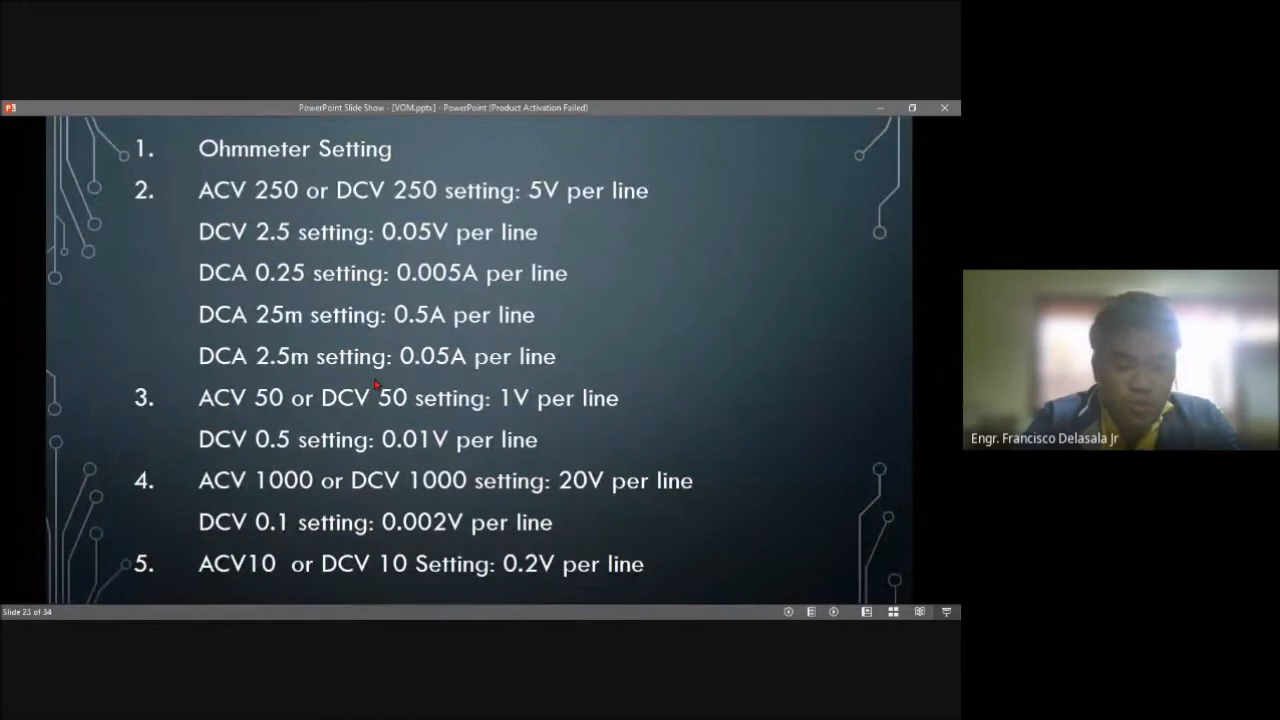 PowerPoint Slide Show - [VOM.pptx] - PowerPoint (Product Activation Failed)
1. Ohmmeter Setting
2. ACV 250 or DCV 250 setting: 5V per line
DCV 2.5 setting: 0.05V per line
DCA 0.25 setting: 0.005A per line
DCA 25m setting: 0.5A per line
DCA 2.5m setting: 0.05A per line
3. ACV 50 or DCV 50 setting: 1V per line
DCV 0.5 setting: 0.01V per line
4. ACV 1000 or DCV 1000 setting: 20V per line
DCV 0.1 setting: 0.002V per line
5. ACV10 or DCV 10 Setting: 0.2V per line
Slide 23 of 34
Engr. Francisco Delasala Jr